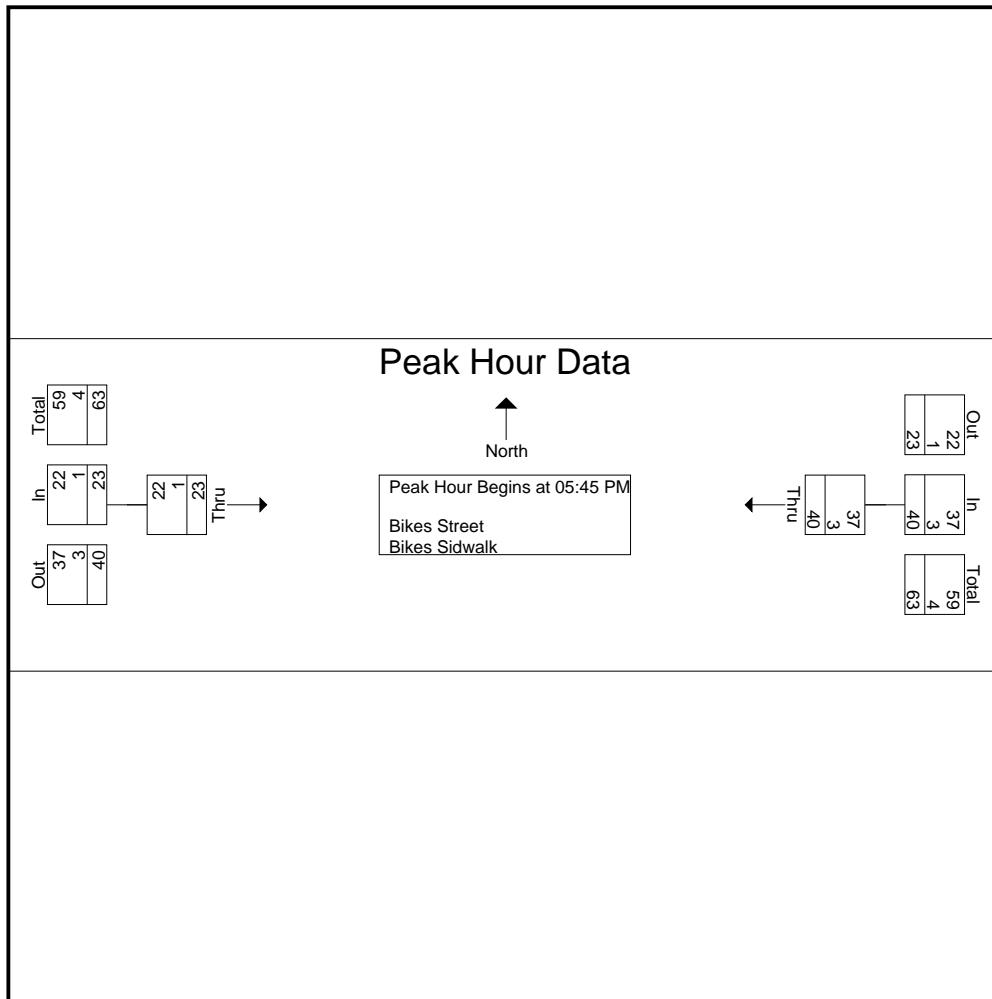 Peak Hour Data
North
Peak Hour Begins at 05:45 PM
Bikes Street
Bikes Sidwalk
Total
59
4
63
In
22
1
23
Out
37
3
40
22
1
23
Thru
Out
22
1
23
In
37
3
40
Total
59
4
63
37
3
40
Thru